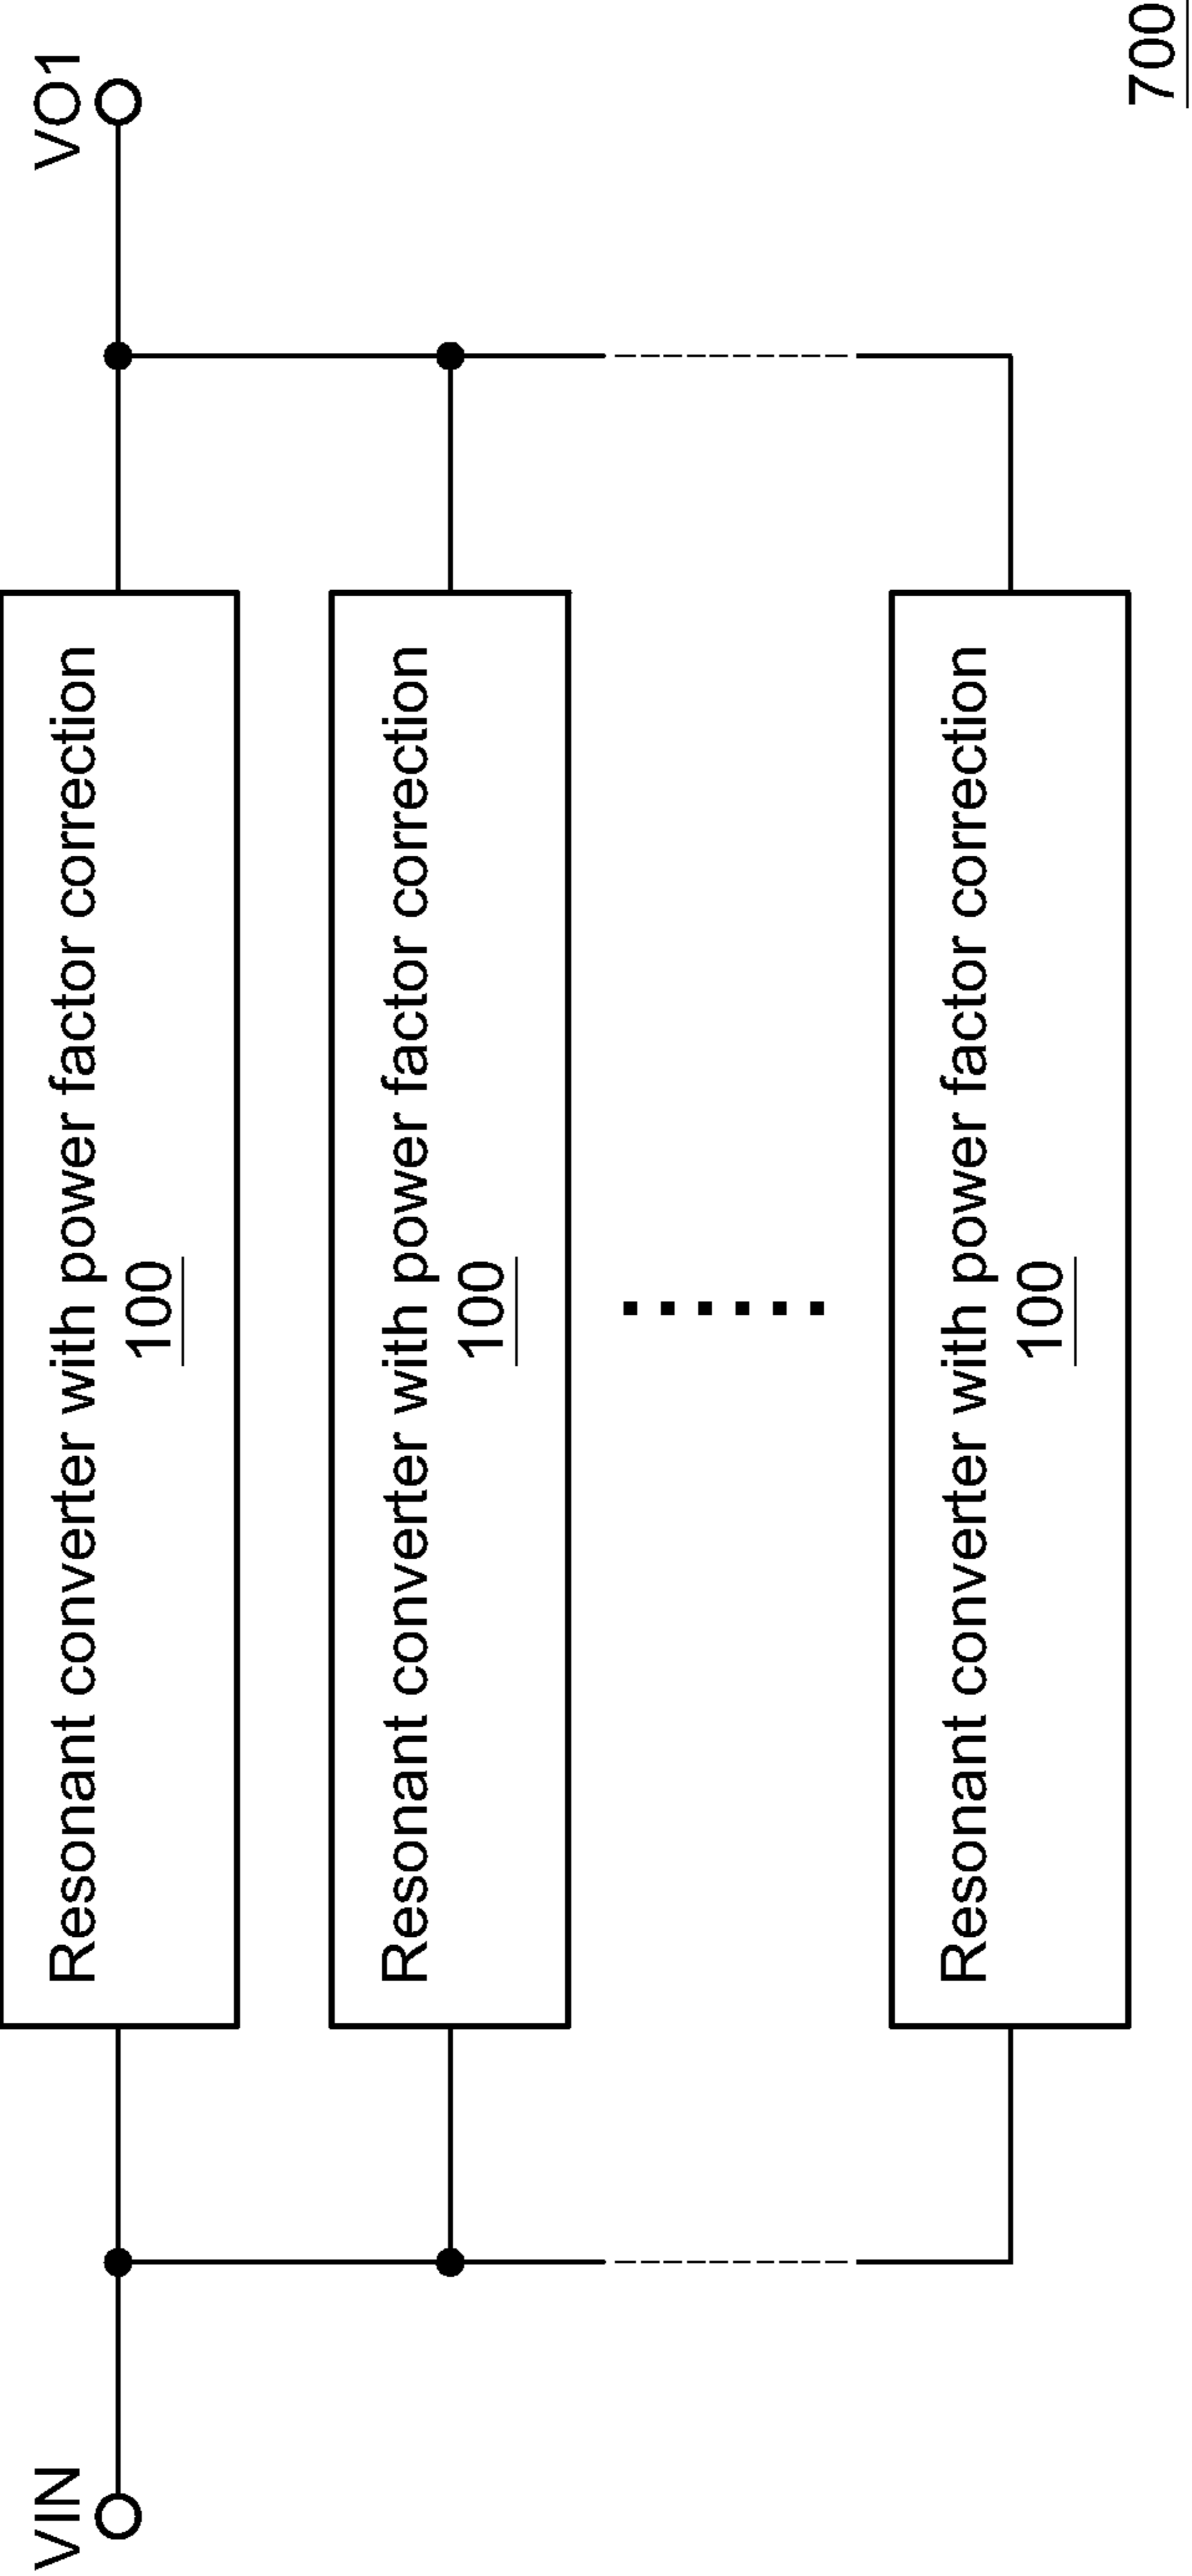 VIN
VO1
Resonant converter with power factor correction
100
Resonant converter with power factor correction
100
Resonant converter with power factor correction
100
700